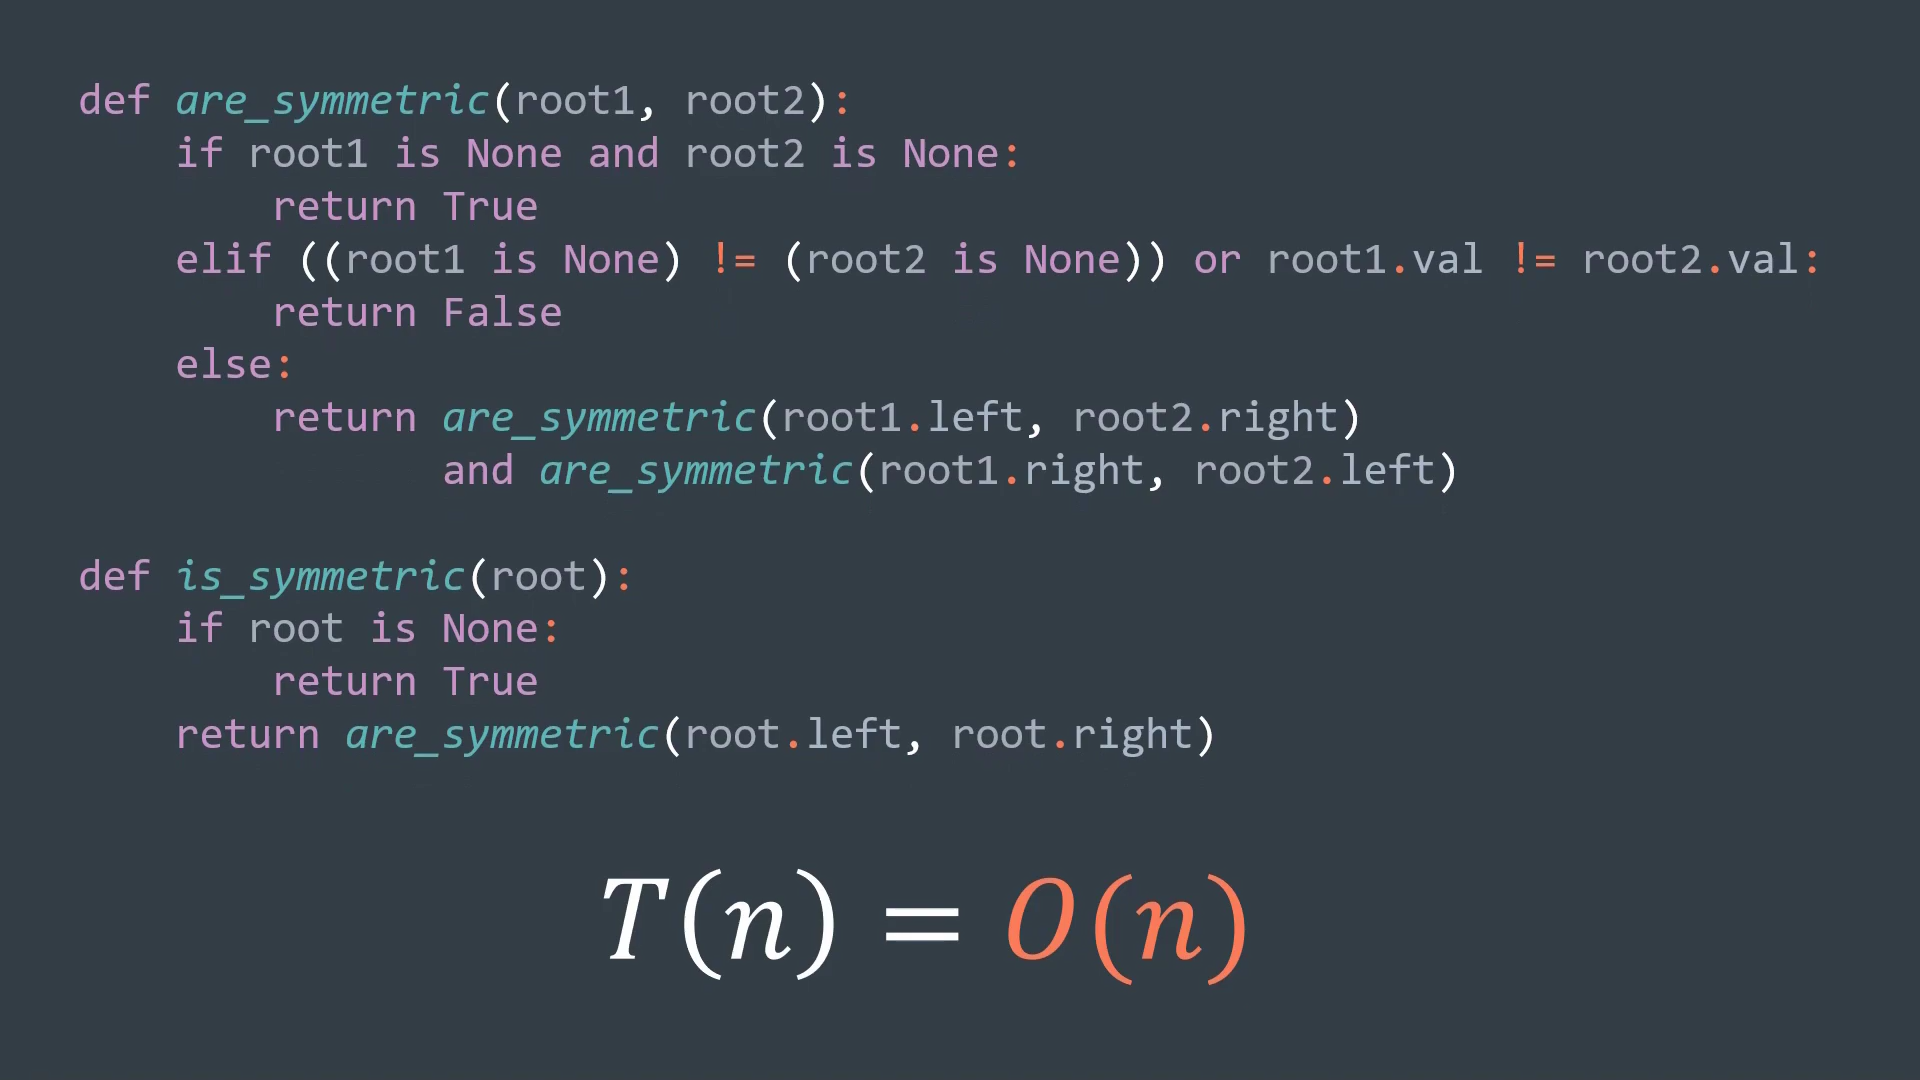 def are_symmetric(root1, root2):
    if root1 is None and root2 is None:
        return True
    elif ((root1 is None) != (root2 is None)) or root1.val != root2.val:
        return False
    else:
        return are_symmetric(root1.left, root2.right)
               and are_symmetric(root1.right, root2.left)

def is_symmetric(root):
    if root is None:
        return True
    return are_symmetric(root.left, root.right)

T(n) = O(n)